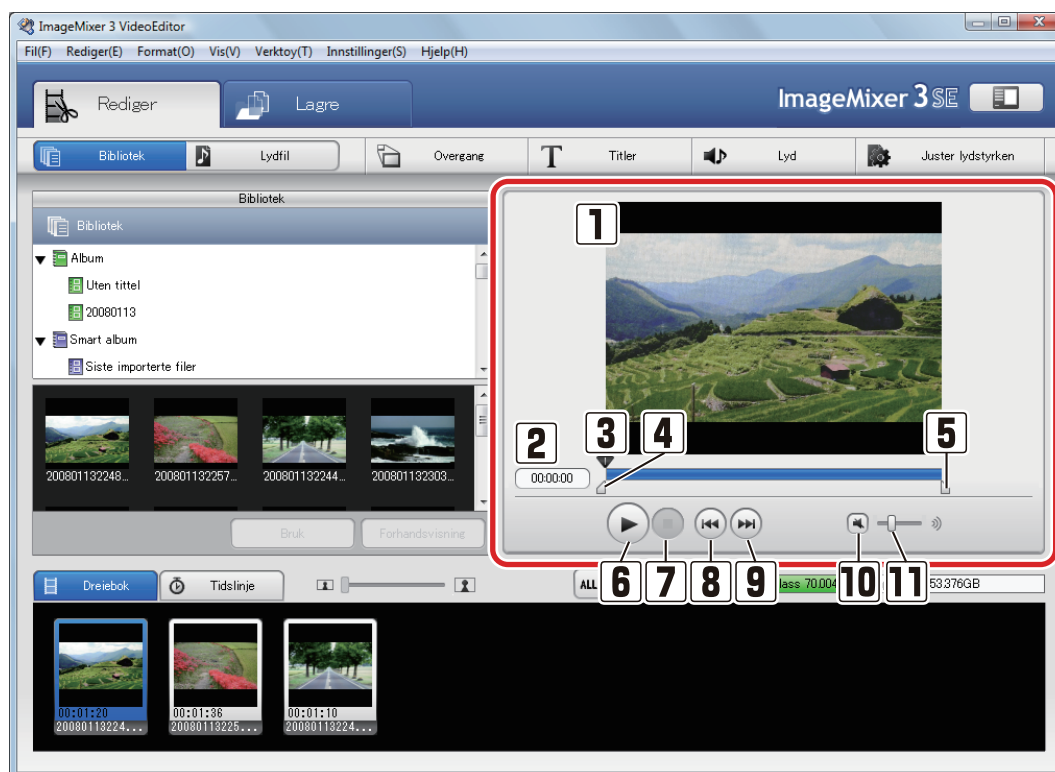 ImageMixer 3 VideoEditor
Fil(F) Rediger(E) Format(O) Vis(V) Verktoy(T) Innstillinger(S) Hjelp(H)
Rediger Lagre ImageMixer 3 SE
Bibliotek Lydfil Overgang Titler Lyd Juster lydstyrken
Bibliotek
Bibliotek
Album
Uten tittel
20080113
Smart album
Siste importerte filer
200801132248... 200801132257... 200801132244... 200801132303...
Bruk Forhandsvisning
1
2 3 4 5
00:00:00
6 7 8 9 10 11
Dreiebok Tidslinje ALL 53.376GB
00:01:20 00:01:36 00:01:10
20080113224... 20080113225... 20080113224...